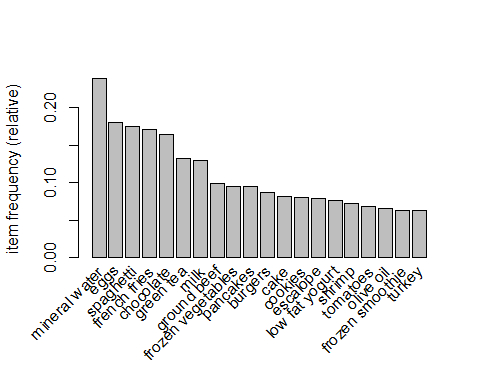 item frequency (relative)
0.20
0.10
0.00
mineral water
eggs
spaghetti
french fries
chocolate
green tea
milk
ground beef
frozen vegetables
pancakes
burgers
cake
cookies
escalope
low fat yogurt
shrimp
tomatoes
olive oil
frozen smoothie
turkey